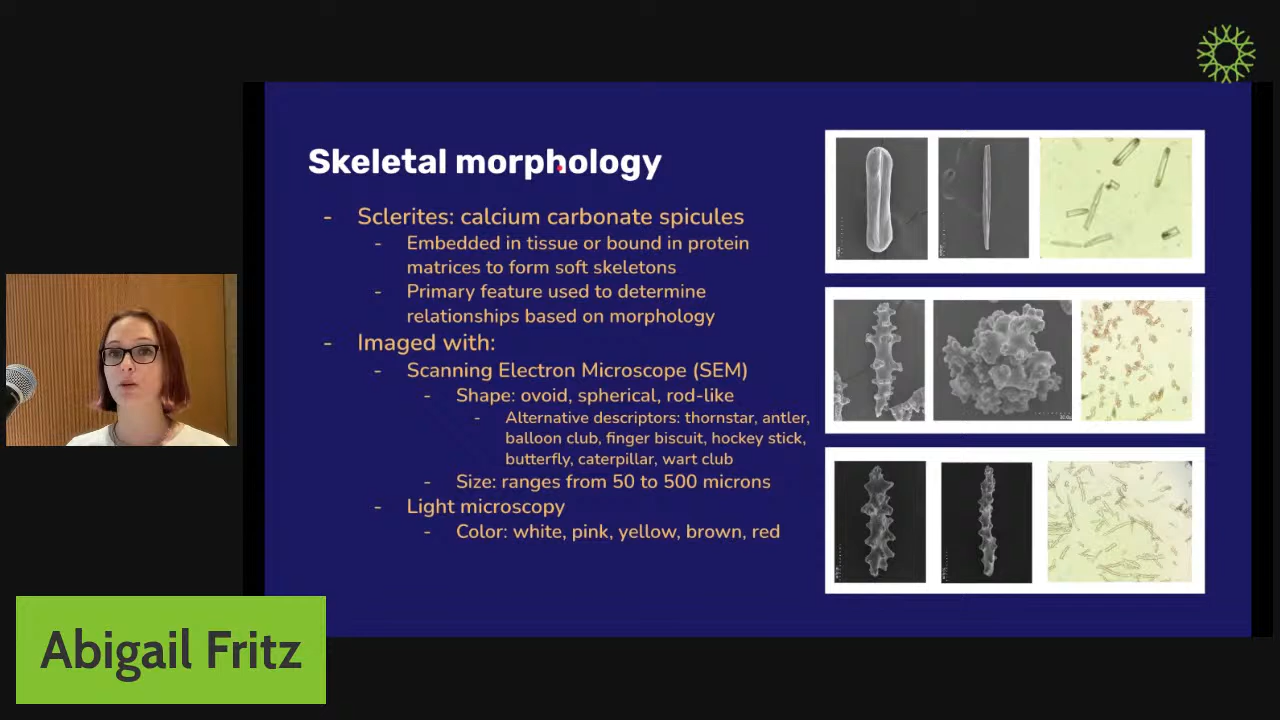 Skeletal morphology
- Sclerites: calcium carbonate spicules
- Embedded in tissue or bound in protein
matrices to form soft skeletons
- Primary feature used to determine
relationships based on morphology
- Imaged with:
- Scanning Electron Microscope (SEM)
- Shape: ovoid, spherical, rod-like
- Alternative descriptors: thornstar, antler,
balloon club, finger biscuit, hockey stick,
butterfly, caterpillar, wart club
- Size: ranges from 50 to 500 microns
- Light microscopy
- Color: white, pink, yellow, brown, red
Abigail Fritz